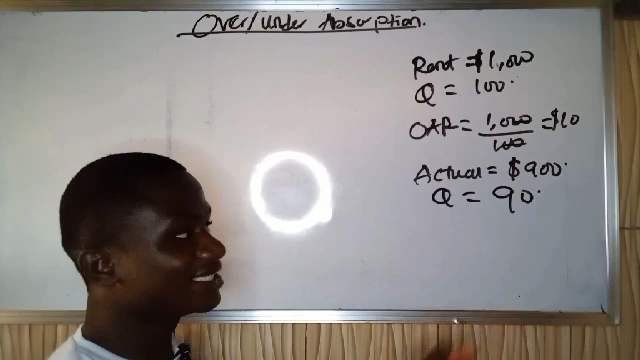 Over/under Absorption.
Rent = $1,000
Q = 100.
OAR = 1,000/100 = $10
Actual = $900.
Q = 90.